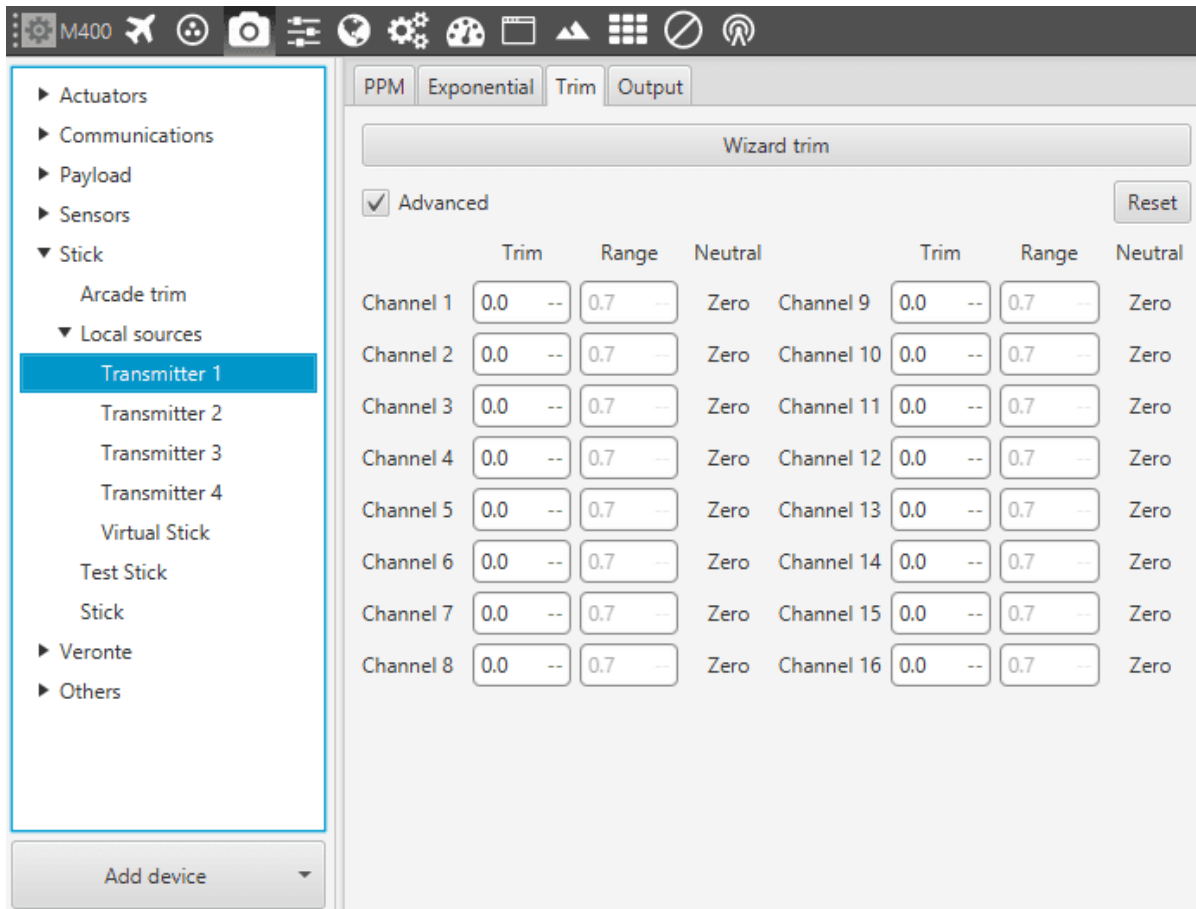 M400
Actuators
Communications
Payload
Sensors
Stick
Arcade trim
Local sources
Transmitter 1
Transmitter 2
Transmitter 3
Transmitter 4
Virtual Stick
Test Stick
Stick
Veronte
Others
Add device
PPM Exponential Trim Output
Wizard trim
Advanced Reset
Trim Range Neutral Trim Range Neutral
Channel 1 0.0 -- 0.7 -- Zero Channel 9 0.0 -- 0.7 -- Zero
Channel 2 0.0 -- 0.7 -- Zero Channel 10 0.0 -- 0.7 -- Zero
Channel 3 0.0 -- 0.7 -- Zero Channel 11 0.0 -- 0.7 -- Zero
Channel 4 0.0 -- 0.7 -- Zero Channel 12 0.0 -- 0.7 -- Zero
Channel 5 0.0 -- 0.7 -- Zero Channel 13 0.0 -- 0.7 -- Zero
Channel 6 0.0 -- 0.7 -- Zero Channel 14 0.0 -- 0.7 -- Zero
Channel 7 0.0 -- 0.7 -- Zero Channel 15 0.0 -- 0.7 -- Zero
Channel 8 0.0 -- 0.7 -- Zero Channel 16 0.0 -- 0.7 -- Zero